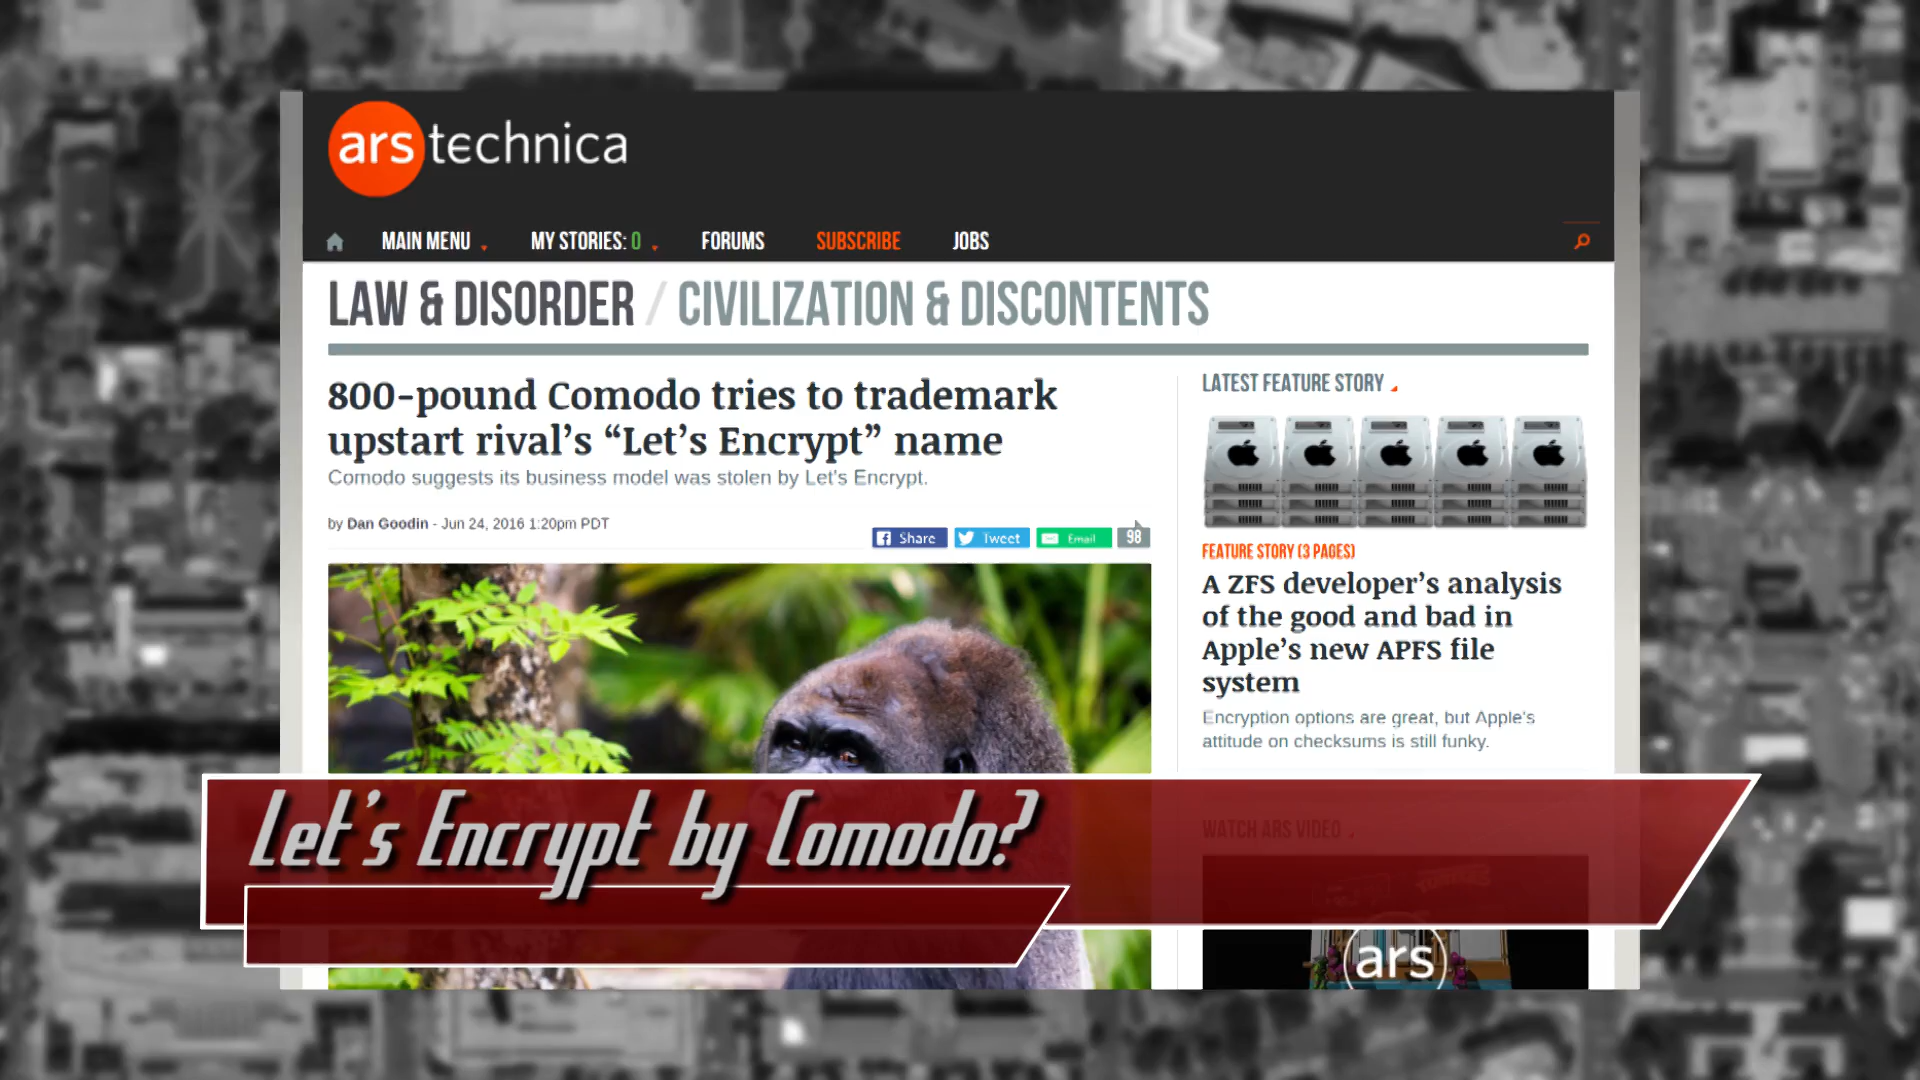 ars technica
MAIN MENU
MY STORIES: 0
FORUMS
SUBSCRIBE
JOBS
LAW & DISORDER / CIVILIZATION & DISCONTENTS
800-pound Comodo tries to trademark
upstart rival’s “Let’s Encrypt” name
Comodo suggests its business model was stolen by Let's Encrypt.
by Dan Goodin - Jun 24, 2016 1:20pm PDT
Share
Tweet
Email
98
LATEST FEATURE STORY
FEATURE STORY (3 PAGES)
A ZFS developer’s analysis
of the good and bad in
Apple’s new APFS file
system
Encryption options are great, but Apple's
attitude on checksums is still funky.
WATCH ARS VIDEO
ars
Let's Encrypt by Comodo?